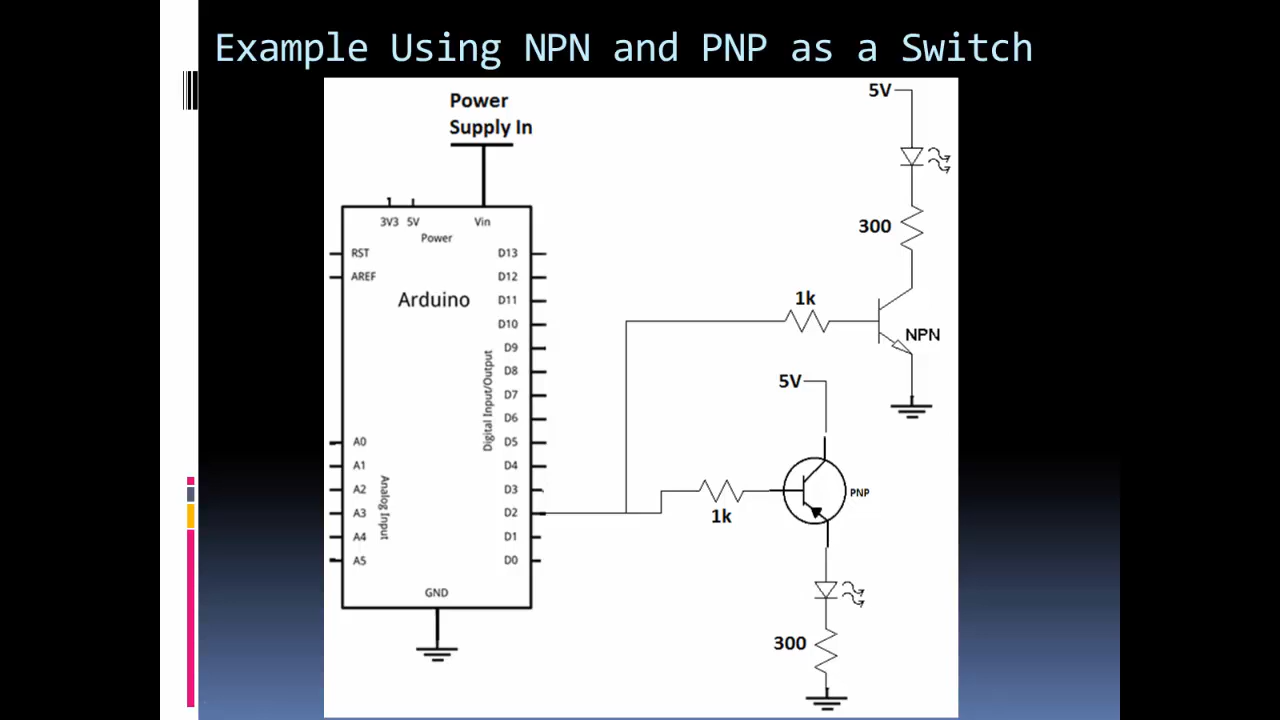 Example Using NPN and PNP as a Switch
Power
Supply In
5V
3V3 5V Vin
Power
RST
AREF
Arduino
D13
D12
D11
D10
D9
D8
D7
D6
D5
D4
D3
D2
D1
D0
Digital Input/Output
A0
A1
A2
A3
A4
A5
Analog Input
GND
300
1k
NPN
5V
1k
PNP
300